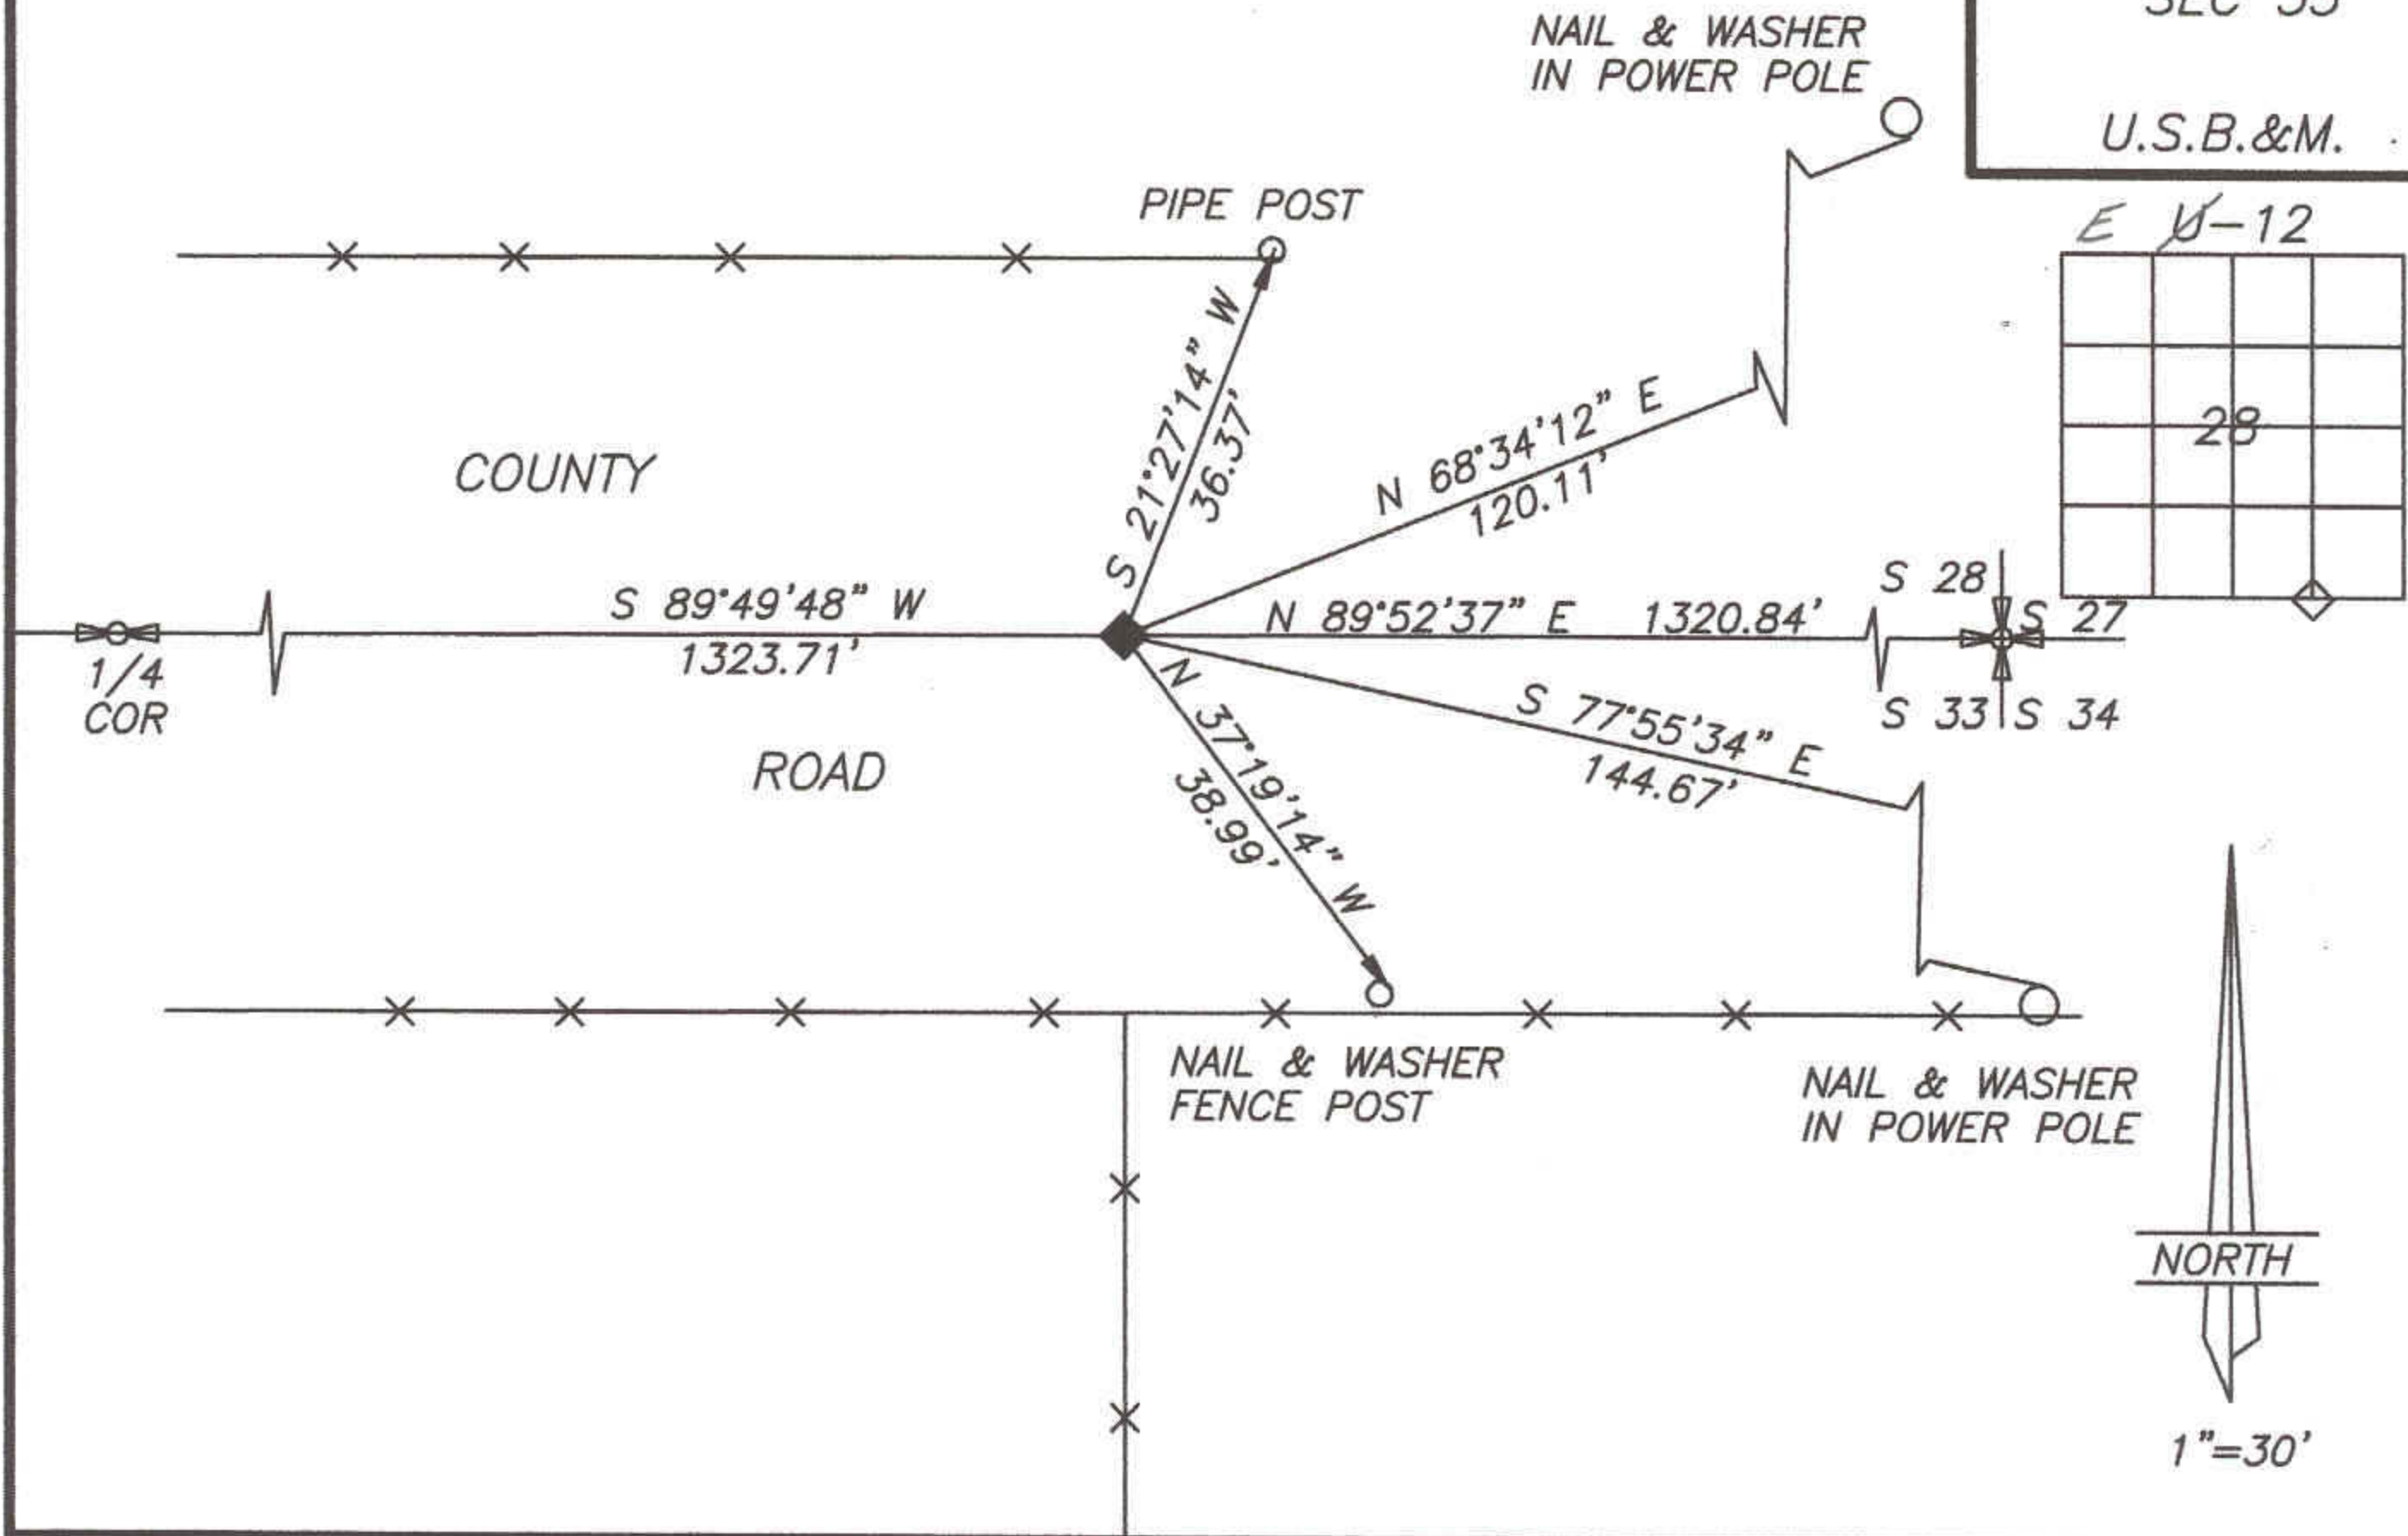 NAIL & WASHER
IN POWER POLE
U.S.B.&M.
PIPE POST
E U-12
28
S 21°27'14" W
36.37'
N 68°34'12" E
120.11'
COUNTY
S 89°49'48" W
1323.71'
N 89°52'37" E 1320.84'
S 28
S 27
S 33
S 34
1/4
COR
S 77°55'34" E
144.67'
N 37°19'14" W
38.99'
ROAD
NAIL & WASHER
FENCE POST
NAIL & WASHER
IN POWER POLE
NORTH
1"=30'